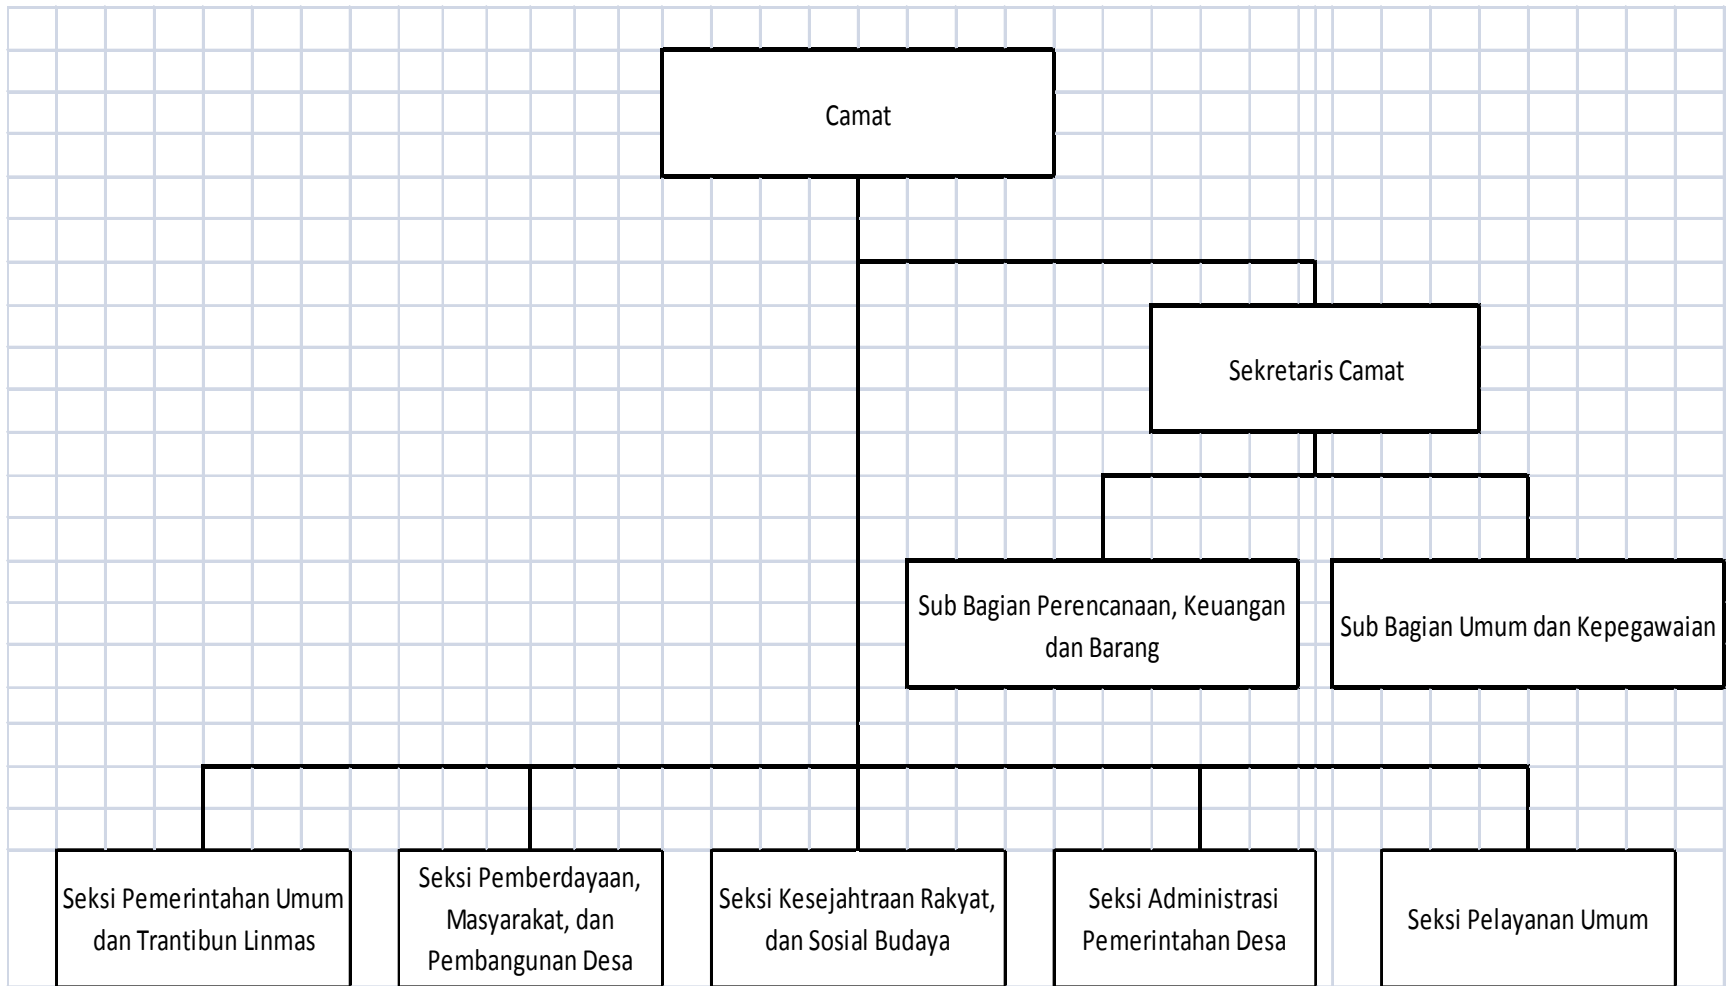 Camat
Sekretaris Camat
Sub Bagian Perencanaan, Keuangan
dan Barang
Sub Bagian Umum dan Kepegawaian
Seksi Pemerintahan Umum
dan Trantibun Linmas
Seksi Pemberdayaan,
Masyarakat, dan
Pembangunan Desa
Seksi Kesejahtraan Rakyat,
dan Sosial Budaya
Seksi Administrasi
Pemerintahan Desa
Seksi Pelayanan Umum